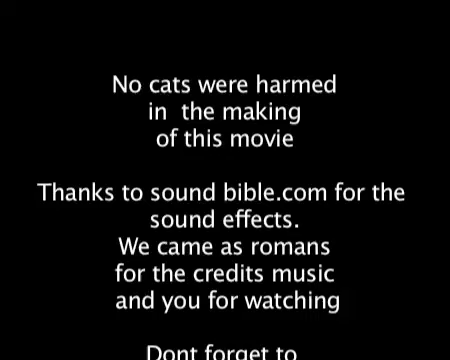 No cats were harmed
in  the making
of this movie
Thanks to sound bible.com for the
sound effects.
We came as romans
for the credits music
and you for watching
Dont forget to